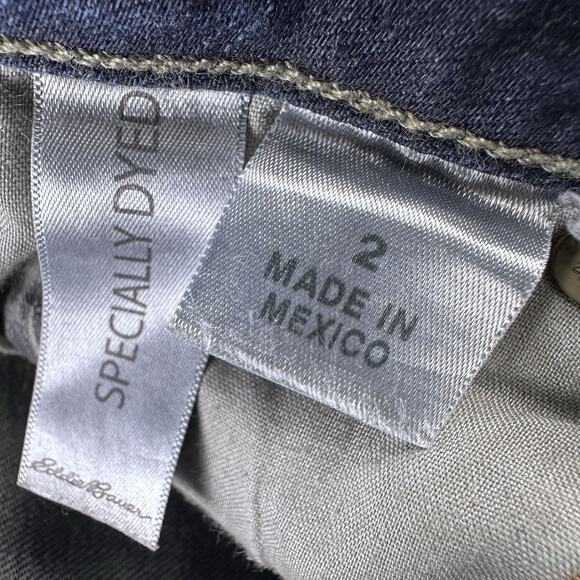 SPECIALLY DYED
Eddie Bauer
2
MADE IN
MEXICO